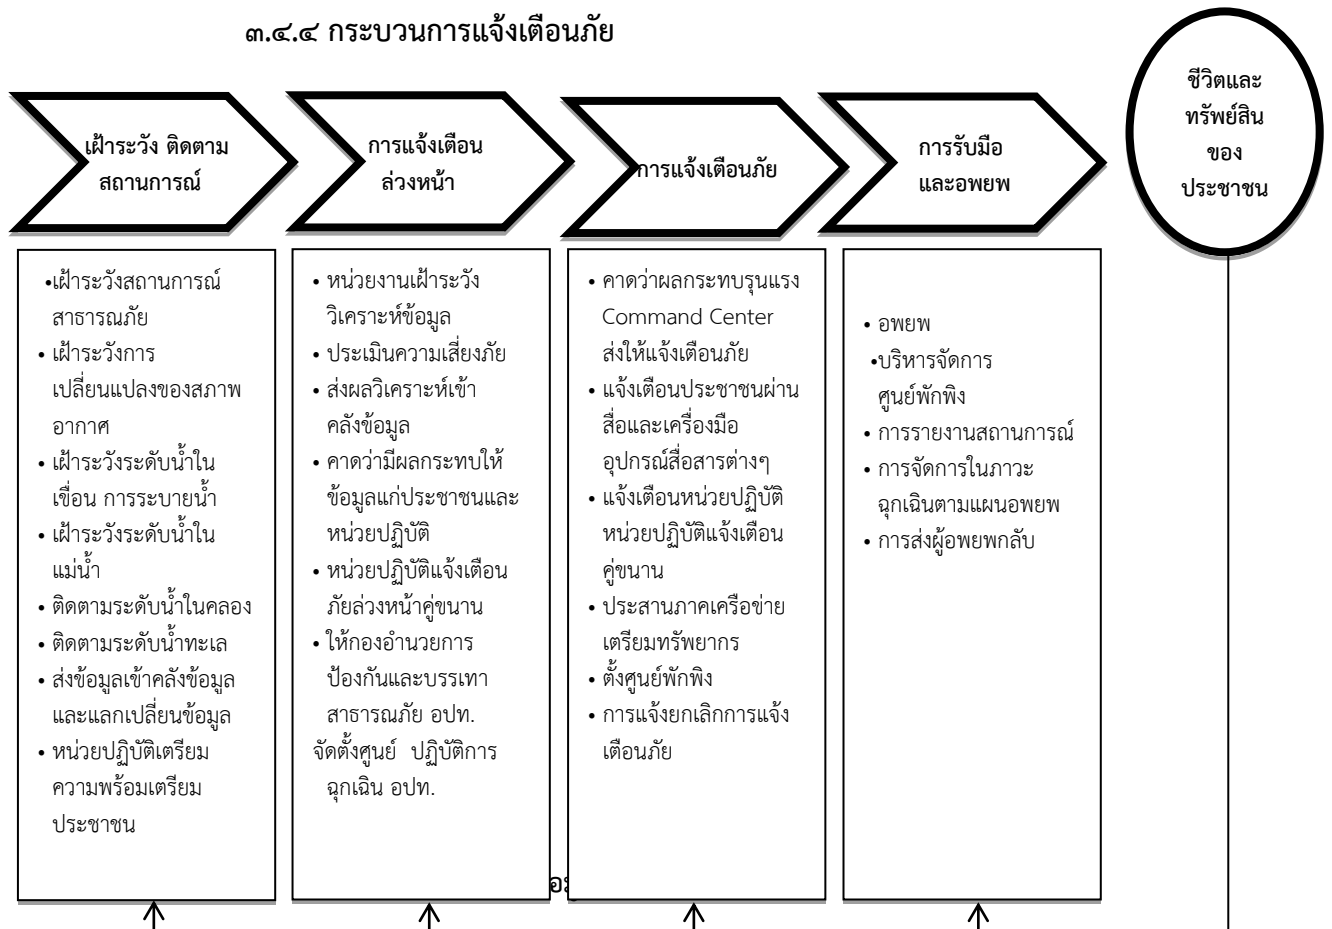 ๓.๔.๔ กระบวนการแจ้งเตือนภัย
เฝ้าระวัง ติดตาม
สถานการณ์
การแจ้งเตือน
ล่วงหน้า
การแจ้งเตือนภัย
การรับมือ
และอพยพ
ชีวิตและ
ทรัพย์สิน
ของ
ประชาชน
•เฝ้าระวังสถานการณ์
สาธารณภัย
• เฝ้าระวังการ
เปลี่ยนแปลงของสภาพ
อากาศ
• เฝ้าระวังระดับน้ำใน
เขื่อน การระบายน้ำ
• เฝ้าระวังระดับน้ำใน
แม่น้ำ
• ติดตามระดับน้ำในคลอง
• ติดตามระดับน้ำทะเล
• ส่งข้อมูลเข้าคลังข้อมูล
และแลกเปลี่ยนข้อมูล
• หน่วยปฏิบัติเตรียม
ความพร้อมเตรียม
ประชาชน
• หน่วยงานเฝ้าระวัง
วิเคราะห์ข้อมูล
• ประเมินความเสี่ยงภัย
• ส่งผลวิเคราะห์เข้า
คลังข้อมูล
• คาดว่ามีผลกระทบให้
ข้อมูลแก่ประชาชนและ
หน่วยปฏิบัติ
• หน่วยปฏิบัติแจ้งเตือน
ภัยล่วงหน้าคู่ขนาน
• ให้กองอำนวยการ
ป้องกันและบรรเทา
สาธารณภัย อปท.
จัดตั้งศูนย์ ปฏิบัติการ
ฉุกเฉิน อปท.
• คาดว่าผลกระทบรุนแรง
Command Center
ส่งให้แจ้งเตือนภัย
• แจ้งเตือนประชาชนผ่าน
สื่อและเครื่องมือ
อุปกรณ์สื่อสารต่างๆ
• แจ้งเตือนหน่วยปฏิบัติ
หน่วยปฏิบัติแจ้งเตือน
คู่ขนาน
• ประสานภาคเครือข่าย
เตรียมทรัพยากร
• ตั้งศูนย์พักพิง
• การแจ้งยกเลิกการแจ้ง
เตือนภัย
• อพยพ
•บริหารจัดการ
ศูนย์พักพิง
• การรายงานสถานการณ์
• การจัดการในภาวะ
ฉุกเฉินตามแผนอพยพ
• การส่งผู้อพยพกลับ